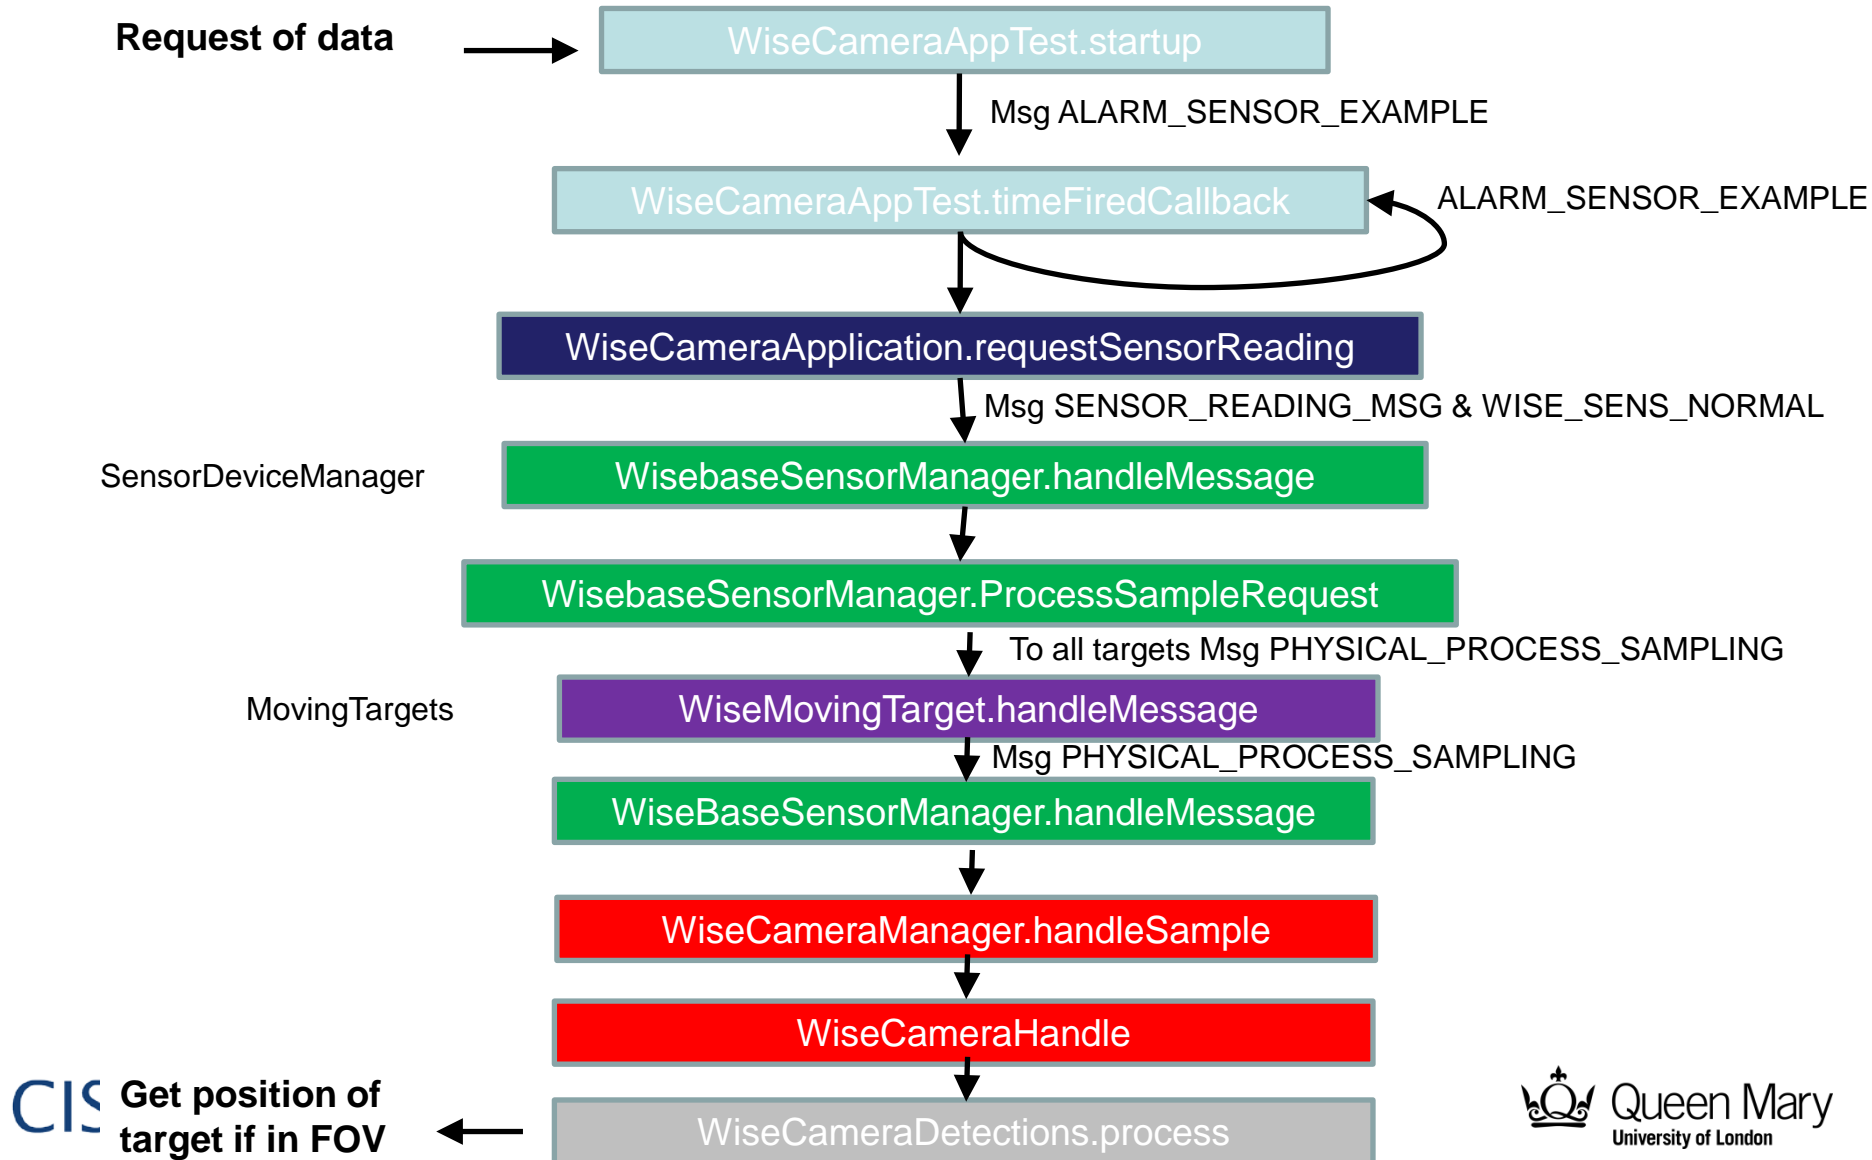 Request of data
WiseCameraAppTest.startup
Msg ALARM_SENSOR_EXAMPLE
WiseCameraAppTest.timeFiredCallback
ALARM_SENSOR_EXAMPLE
WiseCameraApplication.requestSensorReading
Msg SENSOR_READING_MSG & WISE_SENS_NORMAL
SensorDeviceManager
WisebaseSensorManager.handleMessage
WisebaseSensorManager.ProcessSampleRequest
To all targets Msg PHYSICAL_PROCESS_SAMPLING
MovingTargets
WiseMovingTarget.handleMessage
Msg PHYSICAL_PROCESS_SAMPLING
WiseBaseSensorManager.handleMessage
WiseCameraManager.handleSample
WiseCameraHandle
CIS
Get position of
target if in FOV
WiseCameraDetections.process
Queen Mary
University of London